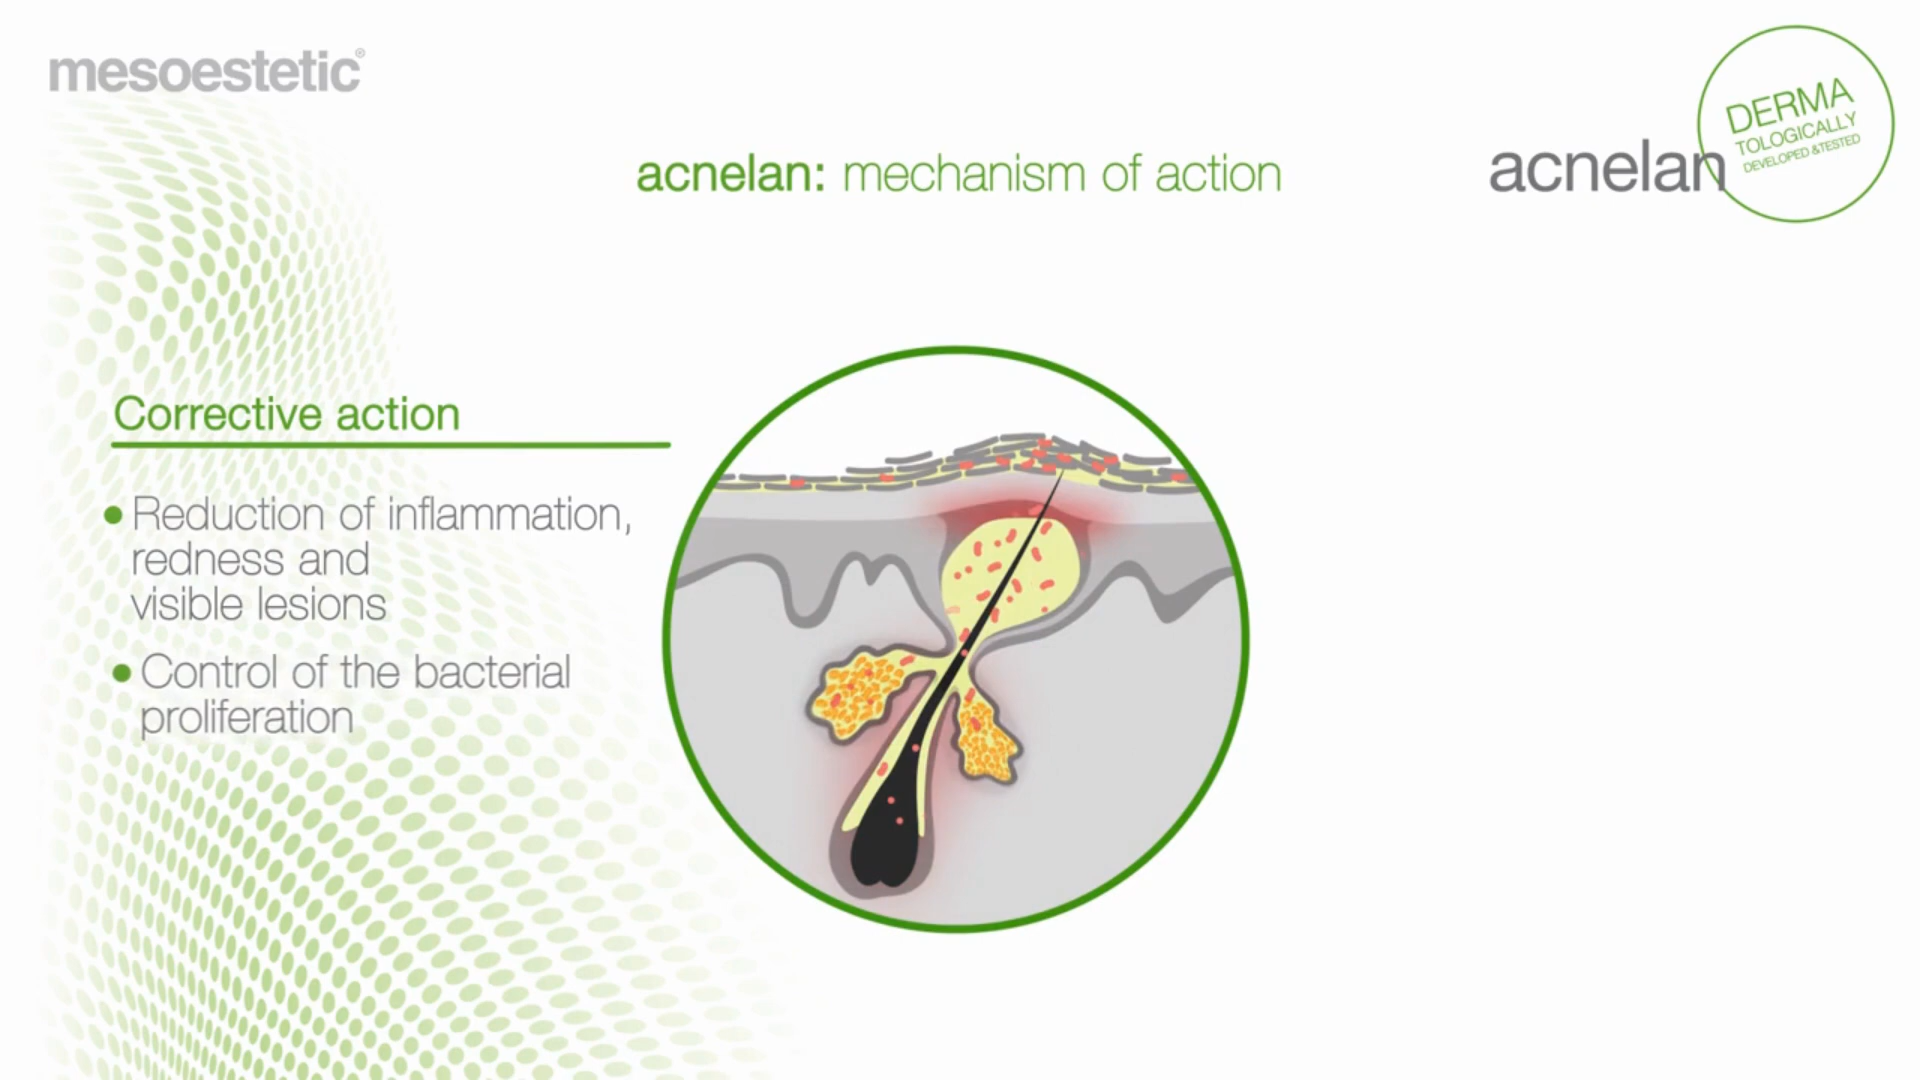 mesoestetic®
acnelan: mechanism of action
acnelan
DERMA
TOLOGICALLY
DEVELOPED &TESTED
Corrective action
Reduction of inflammation,
redness and
visible lesions
Control of the bacterial
proliferation